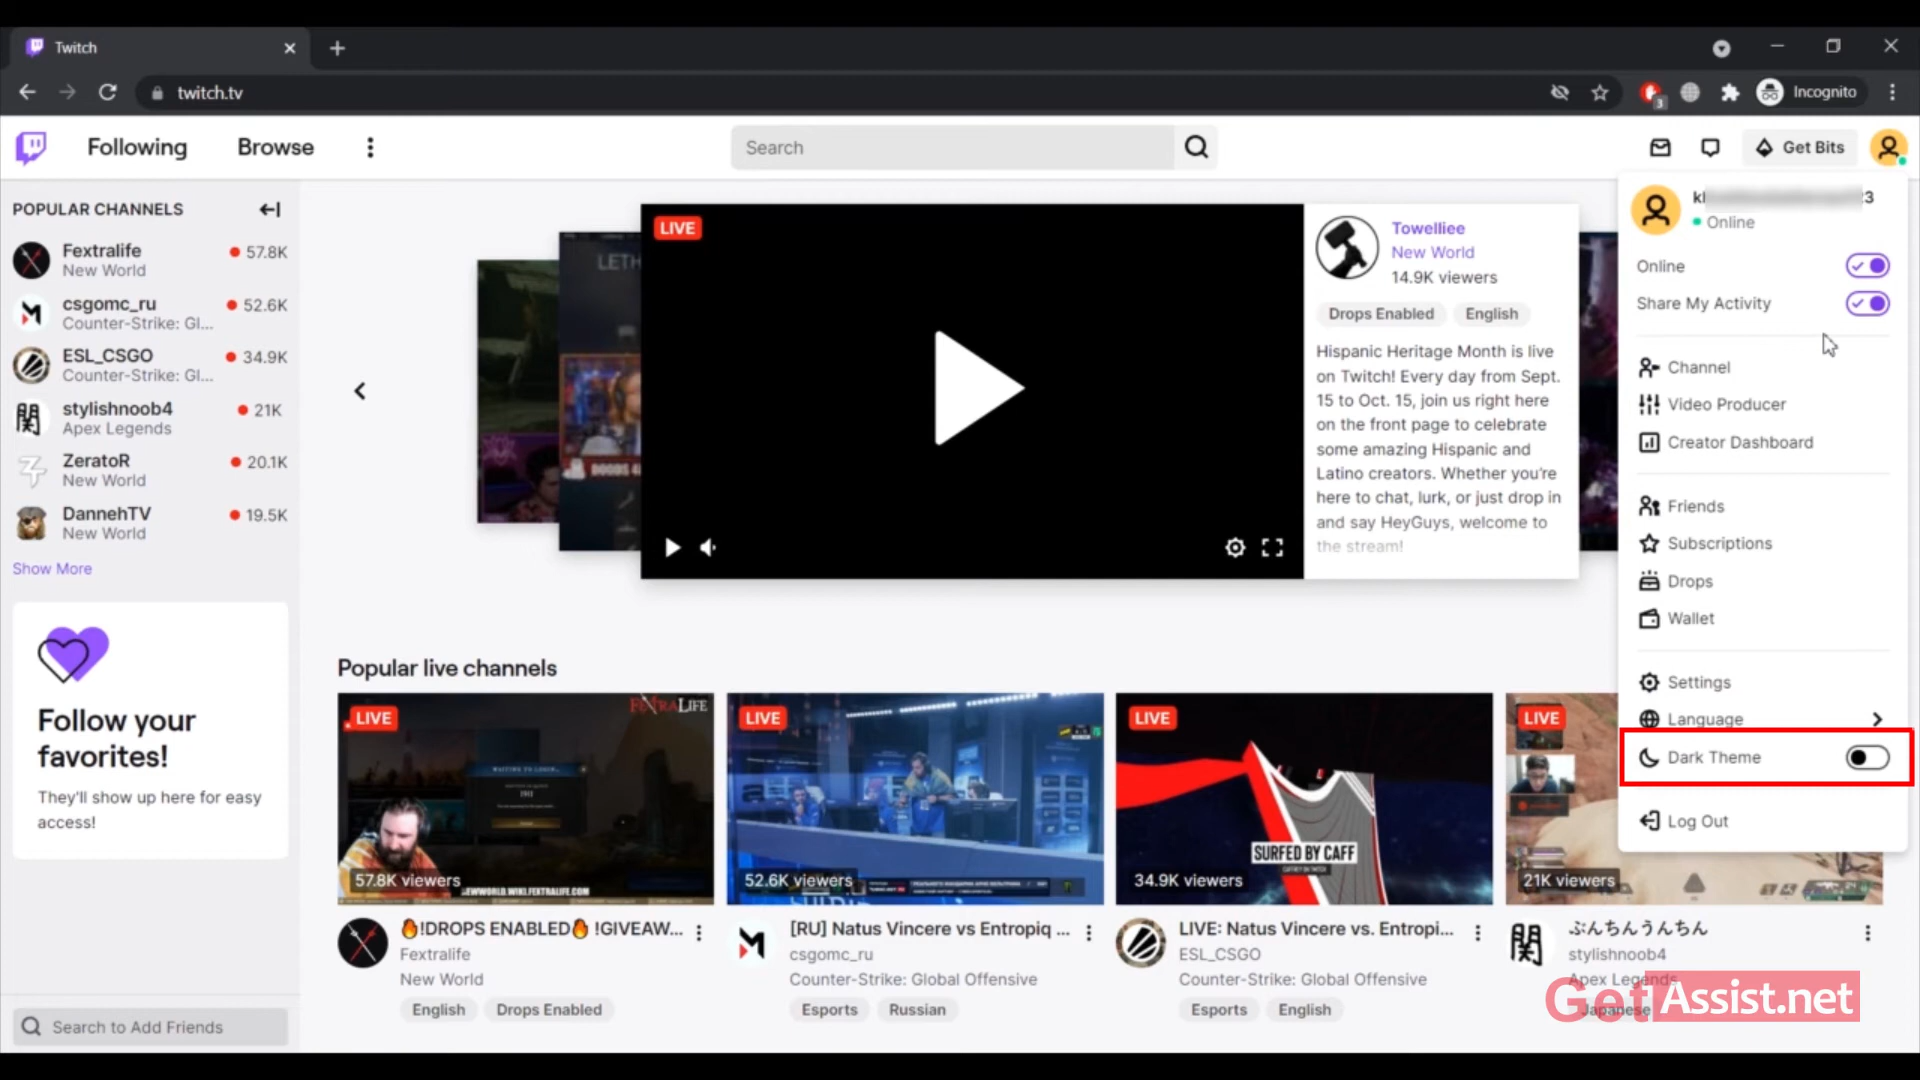 Twitch
twitch.tv
3
Incognito
Following
Browse
Search
Get Bits
POPULAR CHANNELS
Fextralife
57.8K
New World
csgomc_ru
52.6K
Counter-Strike: Gl...
ESL_CSGO
34.9K
Counter-Strike: Gl...
stylishnoob4
21K
Apex Legends
ZeratoR
20.1K
New World
DannehTV
19.5K
New World
Show More
Follow your
favorites!
They'll show up here for easy
access!
Search to Add Friends
LETH
LIVE
Towelliee
New World
14.9K viewers
Drops Enabled
English
Hispanic Heritage Month is live
on Twitch! Every day from Sept.
15 to Oct. 15, join us right here
on the front page to celebrate
some amazing Hispanic and
Latino creators. Whether you're
here to chat, lurk, or just drop in
and say HeyGuys, welcome to
the stream!
Online
Online
Share My Activity
Channel
Video Producer
Creator Dashboard
Friends
Subscriptions
Drops
Wallet
Settings
Language
Dark Theme
Log Out
Popular live channels
LIVE
FEXTRALIFE
57.8K viewers
🔥!DROPS ENABLED🔥 !GIVEAW...
Fextralife
New World
English
Drops Enabled
LIVE
52.6K viewers
[RU] Natus Vincere vs Entropiq ...
csgomc_ru
Counter-Strike: Global Offensive
Esports
Russian
LIVE
SURFED BY CAFF
34.9K viewers
LIVE: Natus Vincere vs. Entropi...
ESL_CSGO
Counter-Strike: Global Offensive
Esports
English
LIVE
21K viewers
ぶんちんうんちん
stylishnoob4
Apex Legends
Japanese
GetAssist.net